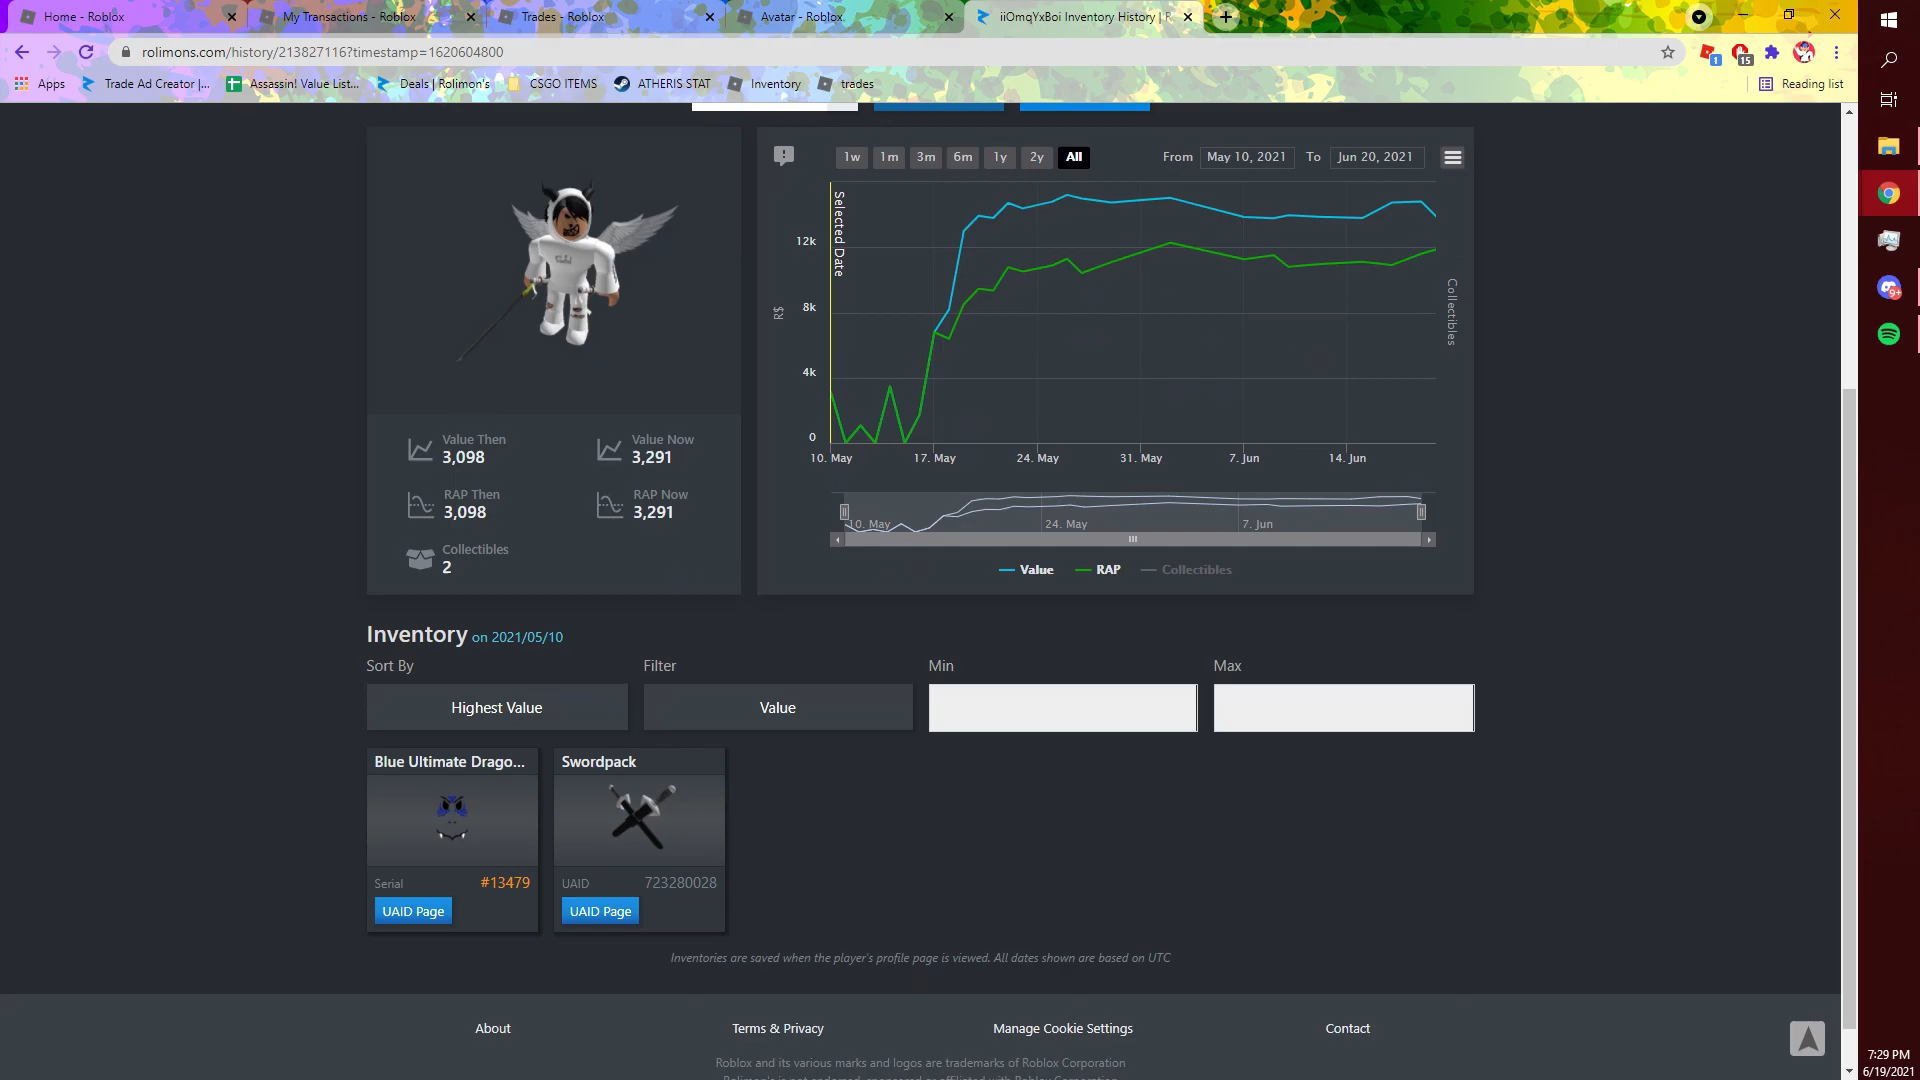 Home - Roblox
My Transactions - Roblox
Trades - Roblox
Avatar - Roblox
iiOmqYxBoi Inventory History |
rolimons.com/history/213827116?timestamp=1620604800
1
15
Apps
Trade Ad Creator |...
Assassin! Value List...
Deals | Rolimon's
CSGO ITEMS
ATHERIS STAT
Inventory
trades
Reading list
1w
1m
3m
6m
1y
2y
All
From
May 10, 2021
To
Jun 20, 2021
Selected Date
12k
8k
4k
0
R$
Collectibles
10. May
17. May
24. May
31. May
7. Jun
14. Jun
10. May
24. May
7. Jun
Value
RAP
Collectibles
Value Then
3,098
Value Now
3,291
RAP Then
3,098
RAP Now
3,291
Collectibles
2
Inventory on 2021/05/10
Sort By
Filter
Min
Max
Highest Value
Value
Blue Ultimate Drago...
Swordpack
Serial
#13479
UAID
723280028
UAID Page
UAID Page
Inventories are saved when the player's profile page is viewed. All dates shown are based on UTC
About
Terms & Privacy
Manage Cookie Settings
Contact
Roblox and its various marks and logos are trademarks of Roblox Corporation
9+
7:29 PM
6/19/2021